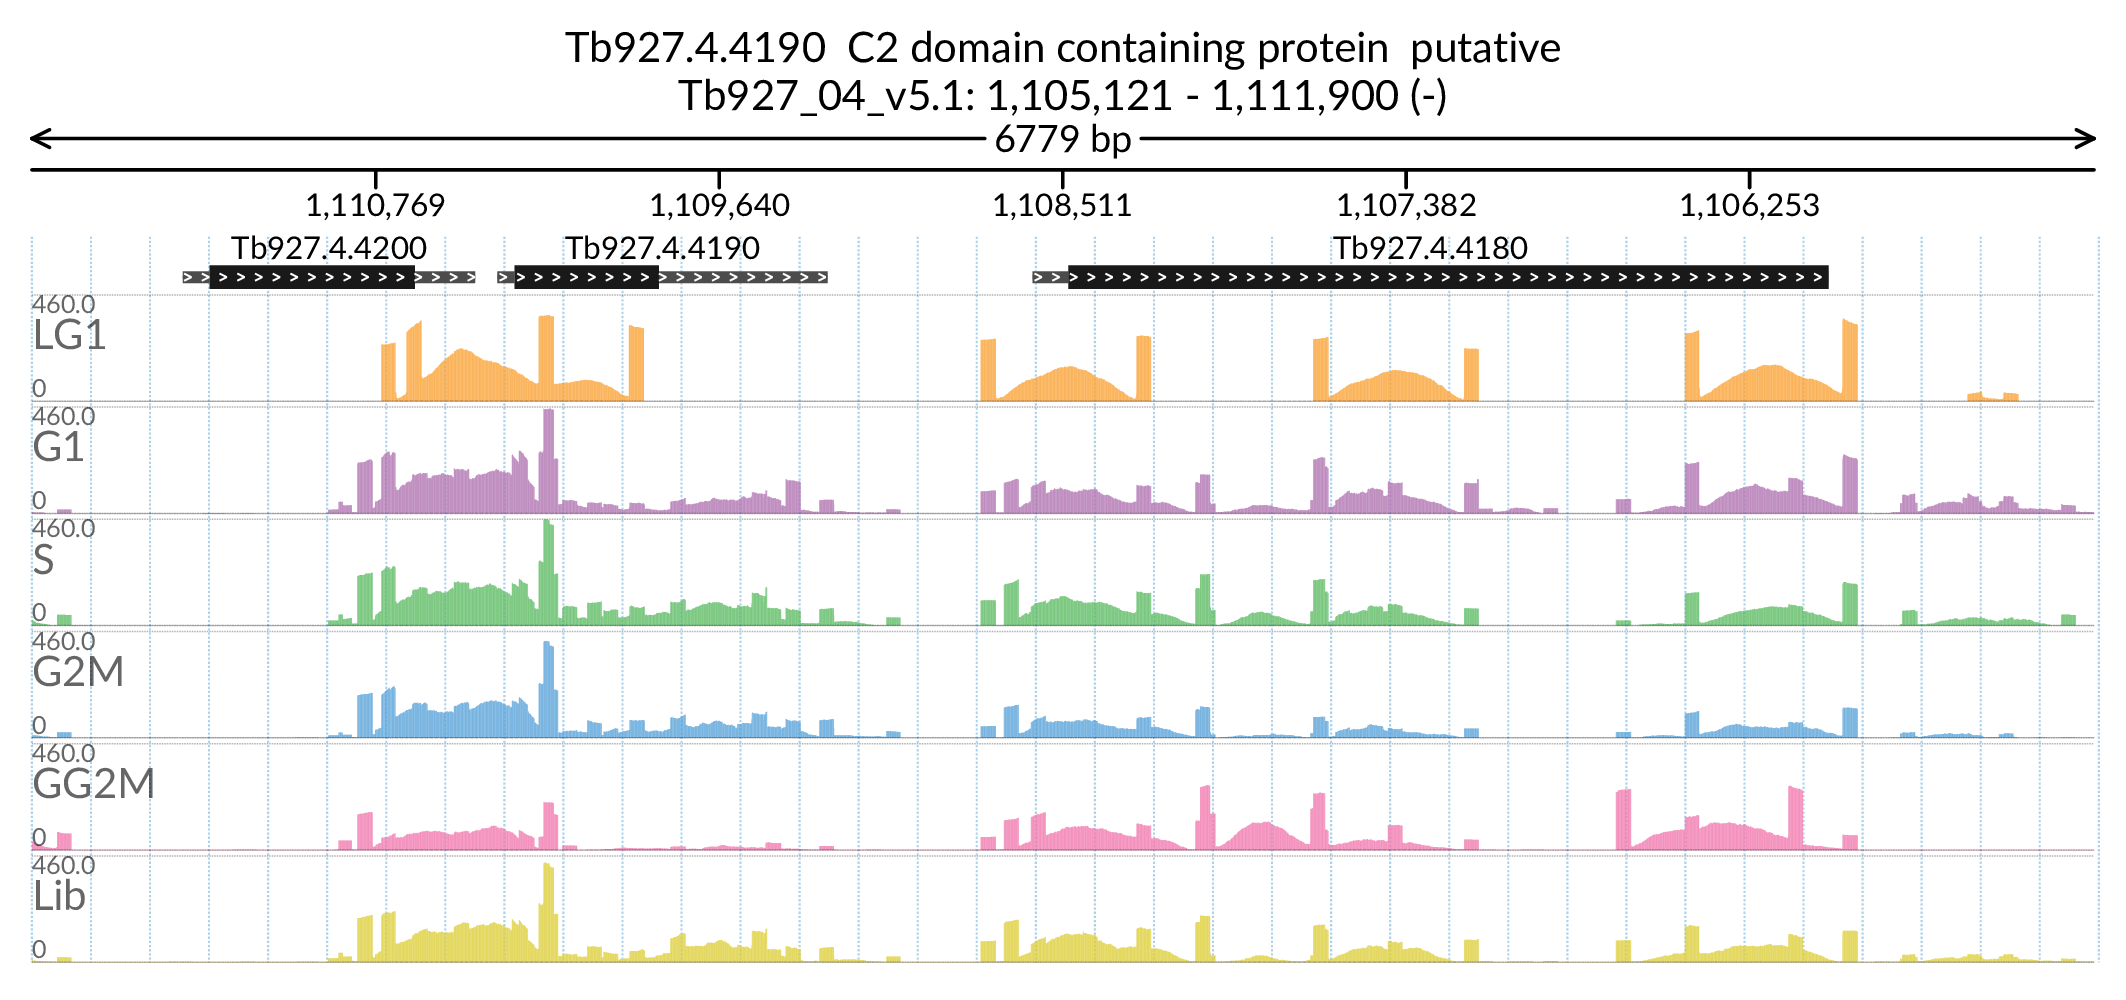 Tb927.4.4190  C2 domain containing protein  putative
Tb927_04_v5.1: 1,105,121 - 1,111,900 (-)
6779 bp
1,110,769 1,109,640 1,108,511 1,107,382 1,106,253
Tb927.4.4200 Tb927.4.4190 Tb927.4.4180
460.0
LG1
0
460.0
G1
0
460.0
S
0
460.0
G2M
0
460.0
GG2M
0
460.0
Lib
0